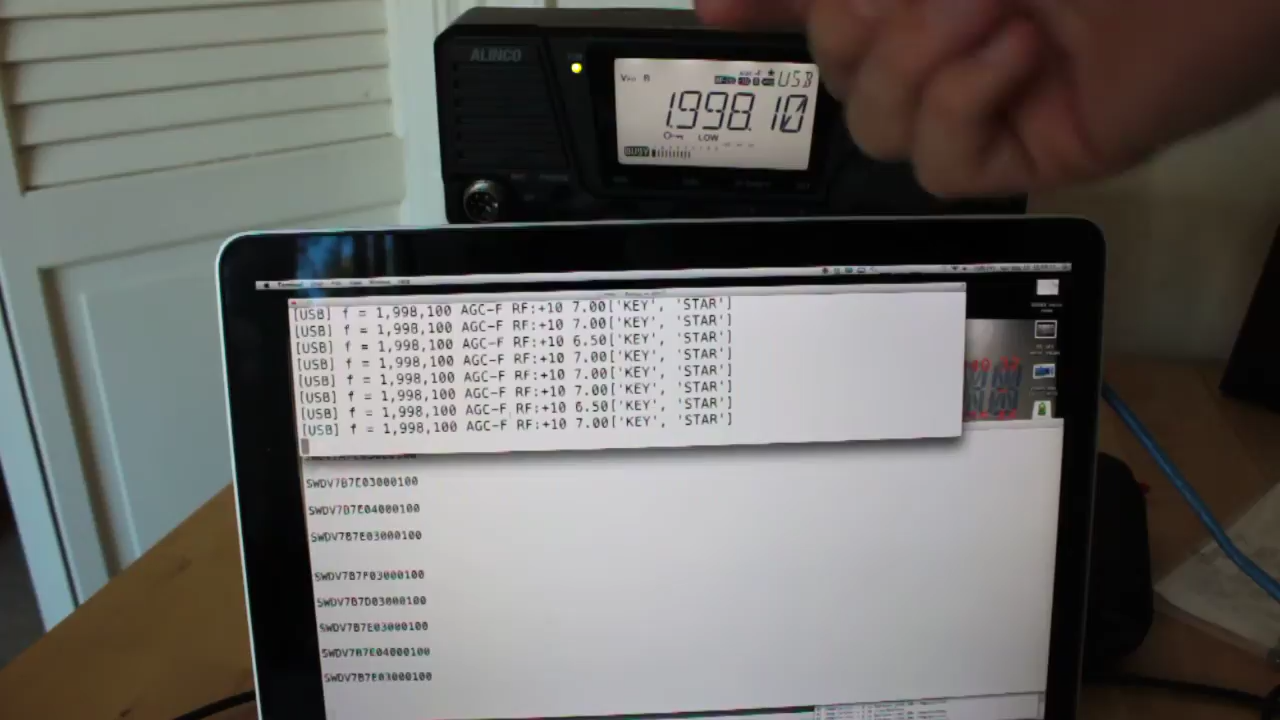 ALINCO
VFO B
USB
1.998.10
LOW
BUSY
Terminal
[USB] f = 1,998,100 AGC-F RF:+10 7.00['KEY', 'STAR']
[USB] f = 1,998,100 AGC-F RF:+10 7.00['KEY', 'STAR']
[USB] f = 1,998,100 AGC-F RF:+10 6.50['KEY', 'STAR']
[USB] f = 1,998,100 AGC-F RF:+10 7.00['KEY', 'STAR']
[USB] f = 1,998,100 AGC-F RF:+10 7.00['KEY', 'STAR']
[USB] f = 1,998,100 AGC-F RF:+10 7.00['KEY', 'STAR']
[USB] f = 1,998,100 AGC-F RF:+10 6.50['KEY', 'STAR']
[USB] f = 1,998,100 AGC-F RF:+10 7.00['KEY', 'STAR']
SWDV7B7E03000100
SWDV7B7E04000100
SWDV7B7E03000100
SWDV7B7F03000100
SWDV7B7D03000100
SWDV7B7E03000100
SWDV7B7E04000100
SWDV7B7E03000100